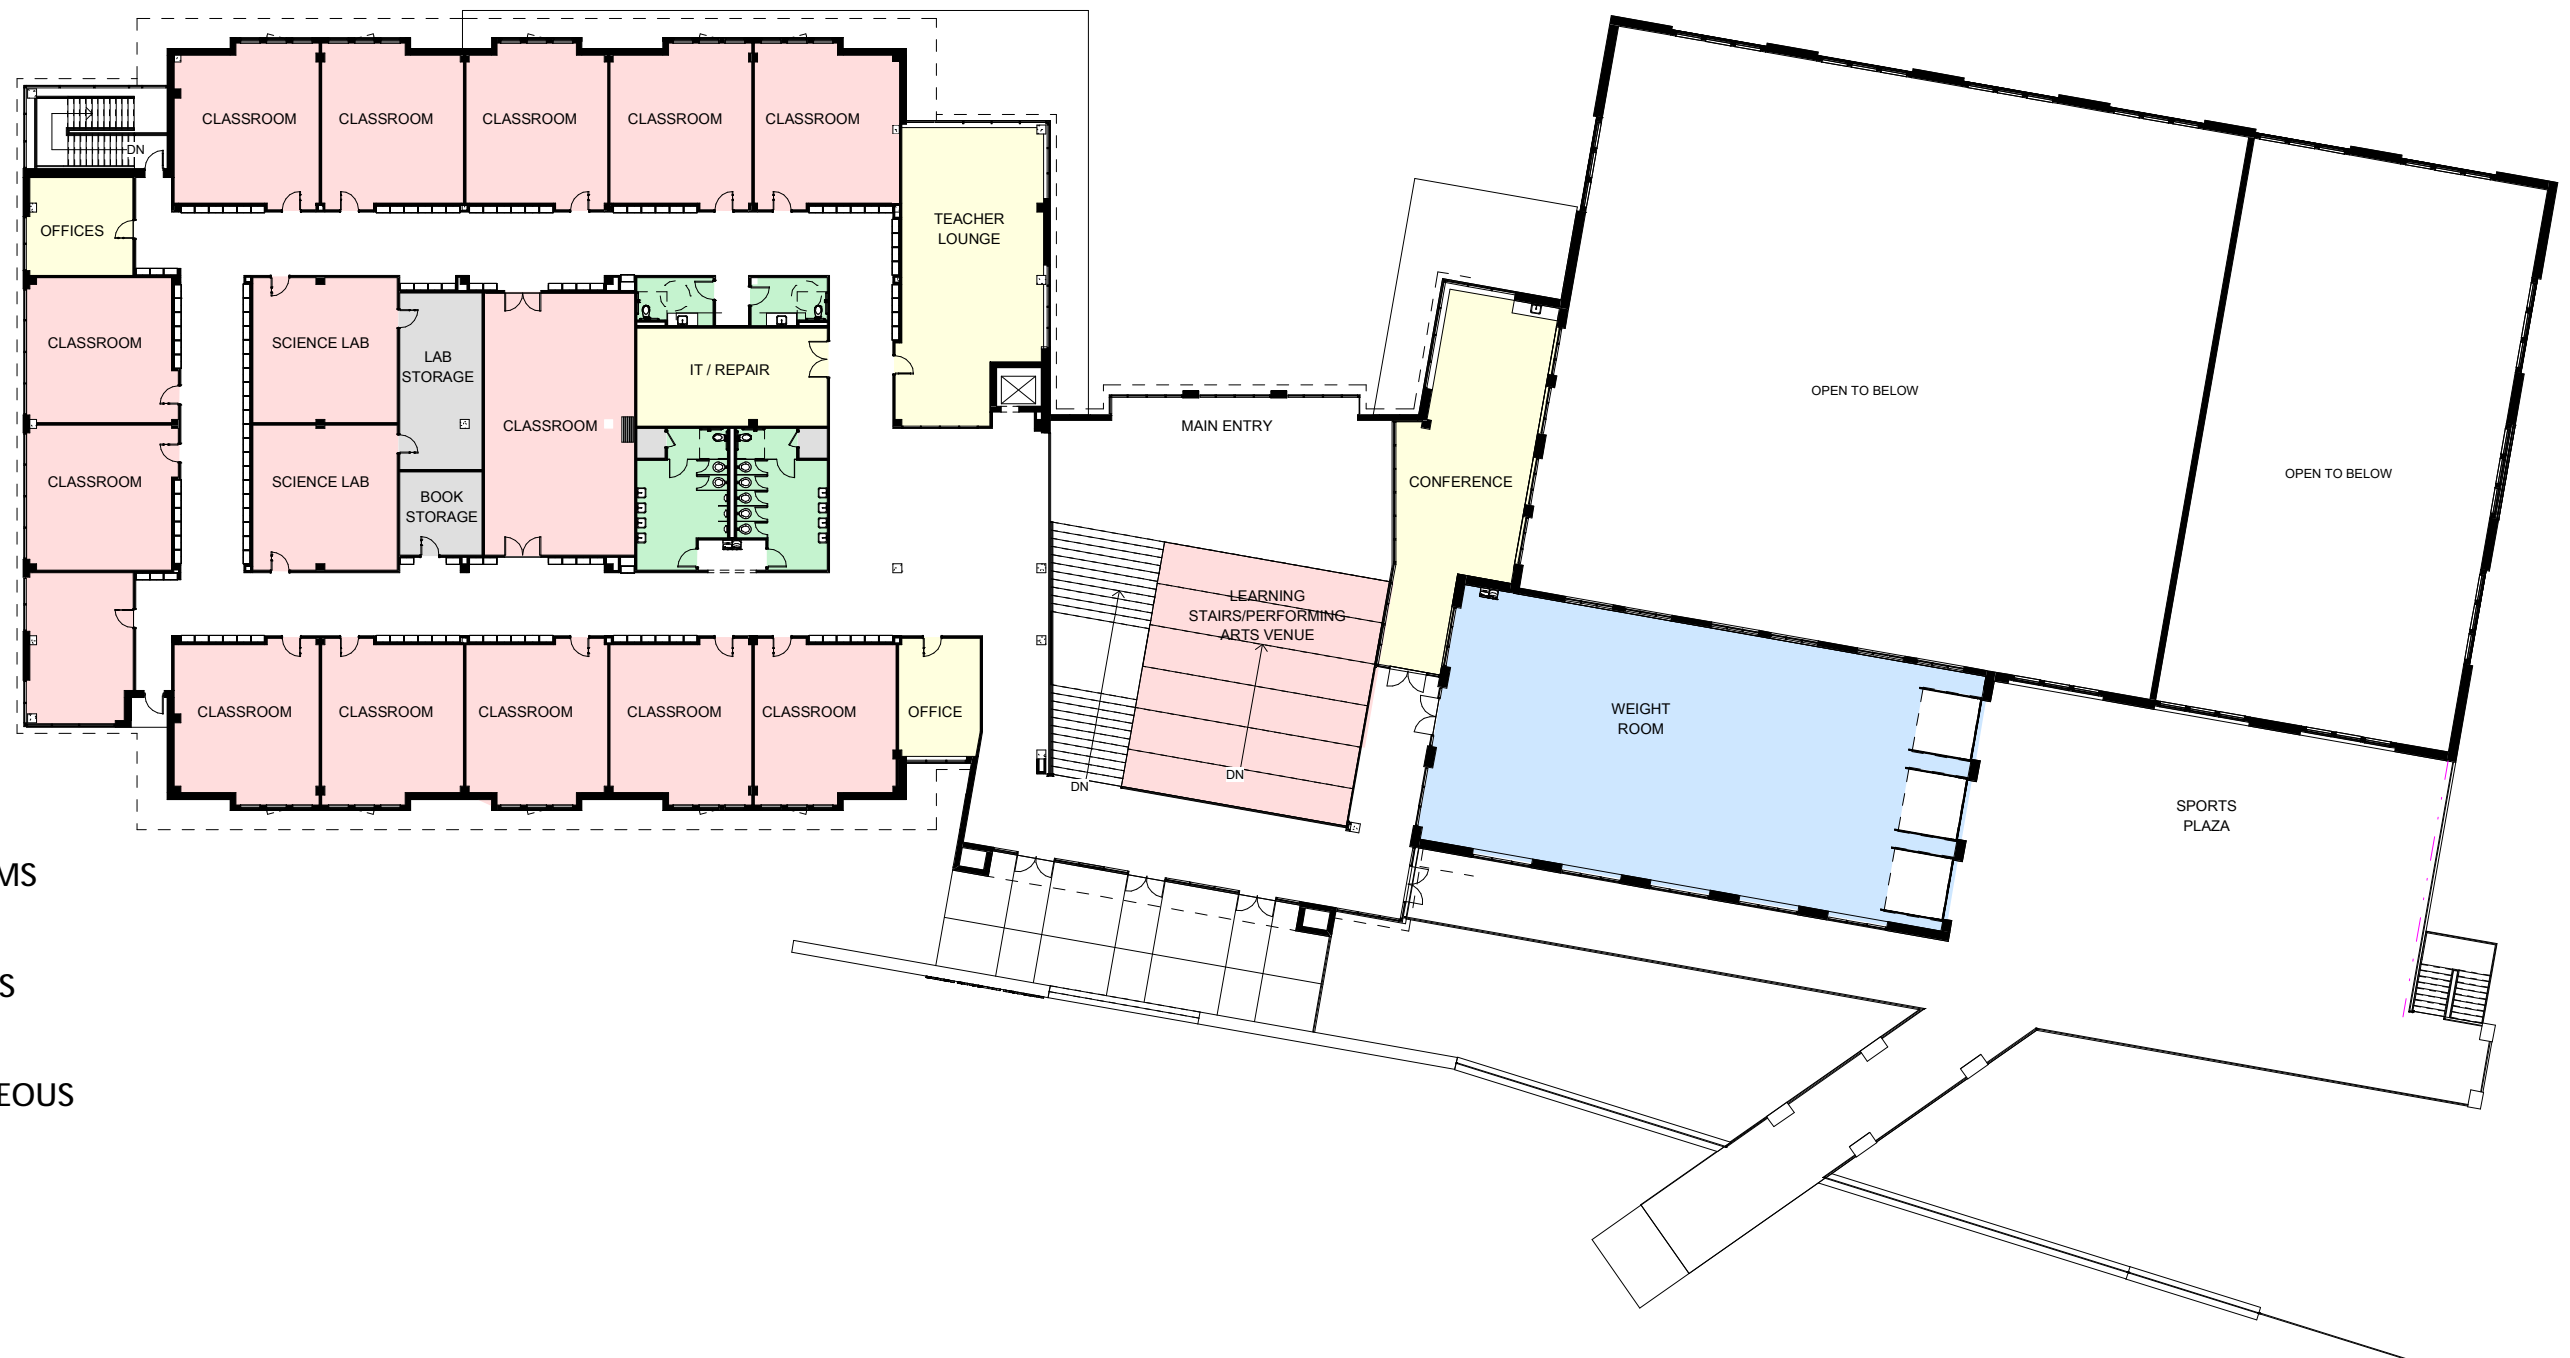 CLASSROOM
CLASSROOM
CLASSROOM
CLASSROOM
CLASSROOM
DN
OFFICES
TEACHER
LOUNGE
CLASSROOM
SCIENCE LAB
LAB
STORAGE
IT / REPAIR
CLASSROOM
CLASSROOM
SCIENCE LAB
BOOK
STORAGE
MAIN ENTRY
CONFERENCE
OPEN TO BELOW
OPEN TO BELOW
LEARNING
STAIRS/PERFORMING
ARTS VENUE
DN
DN
CLASSROOM
CLASSROOM
CLASSROOM
CLASSROOM
CLASSROOM
OFFICE
WEIGHT
ROOM
SPORTS
PLAZA
MS
S
EOUS